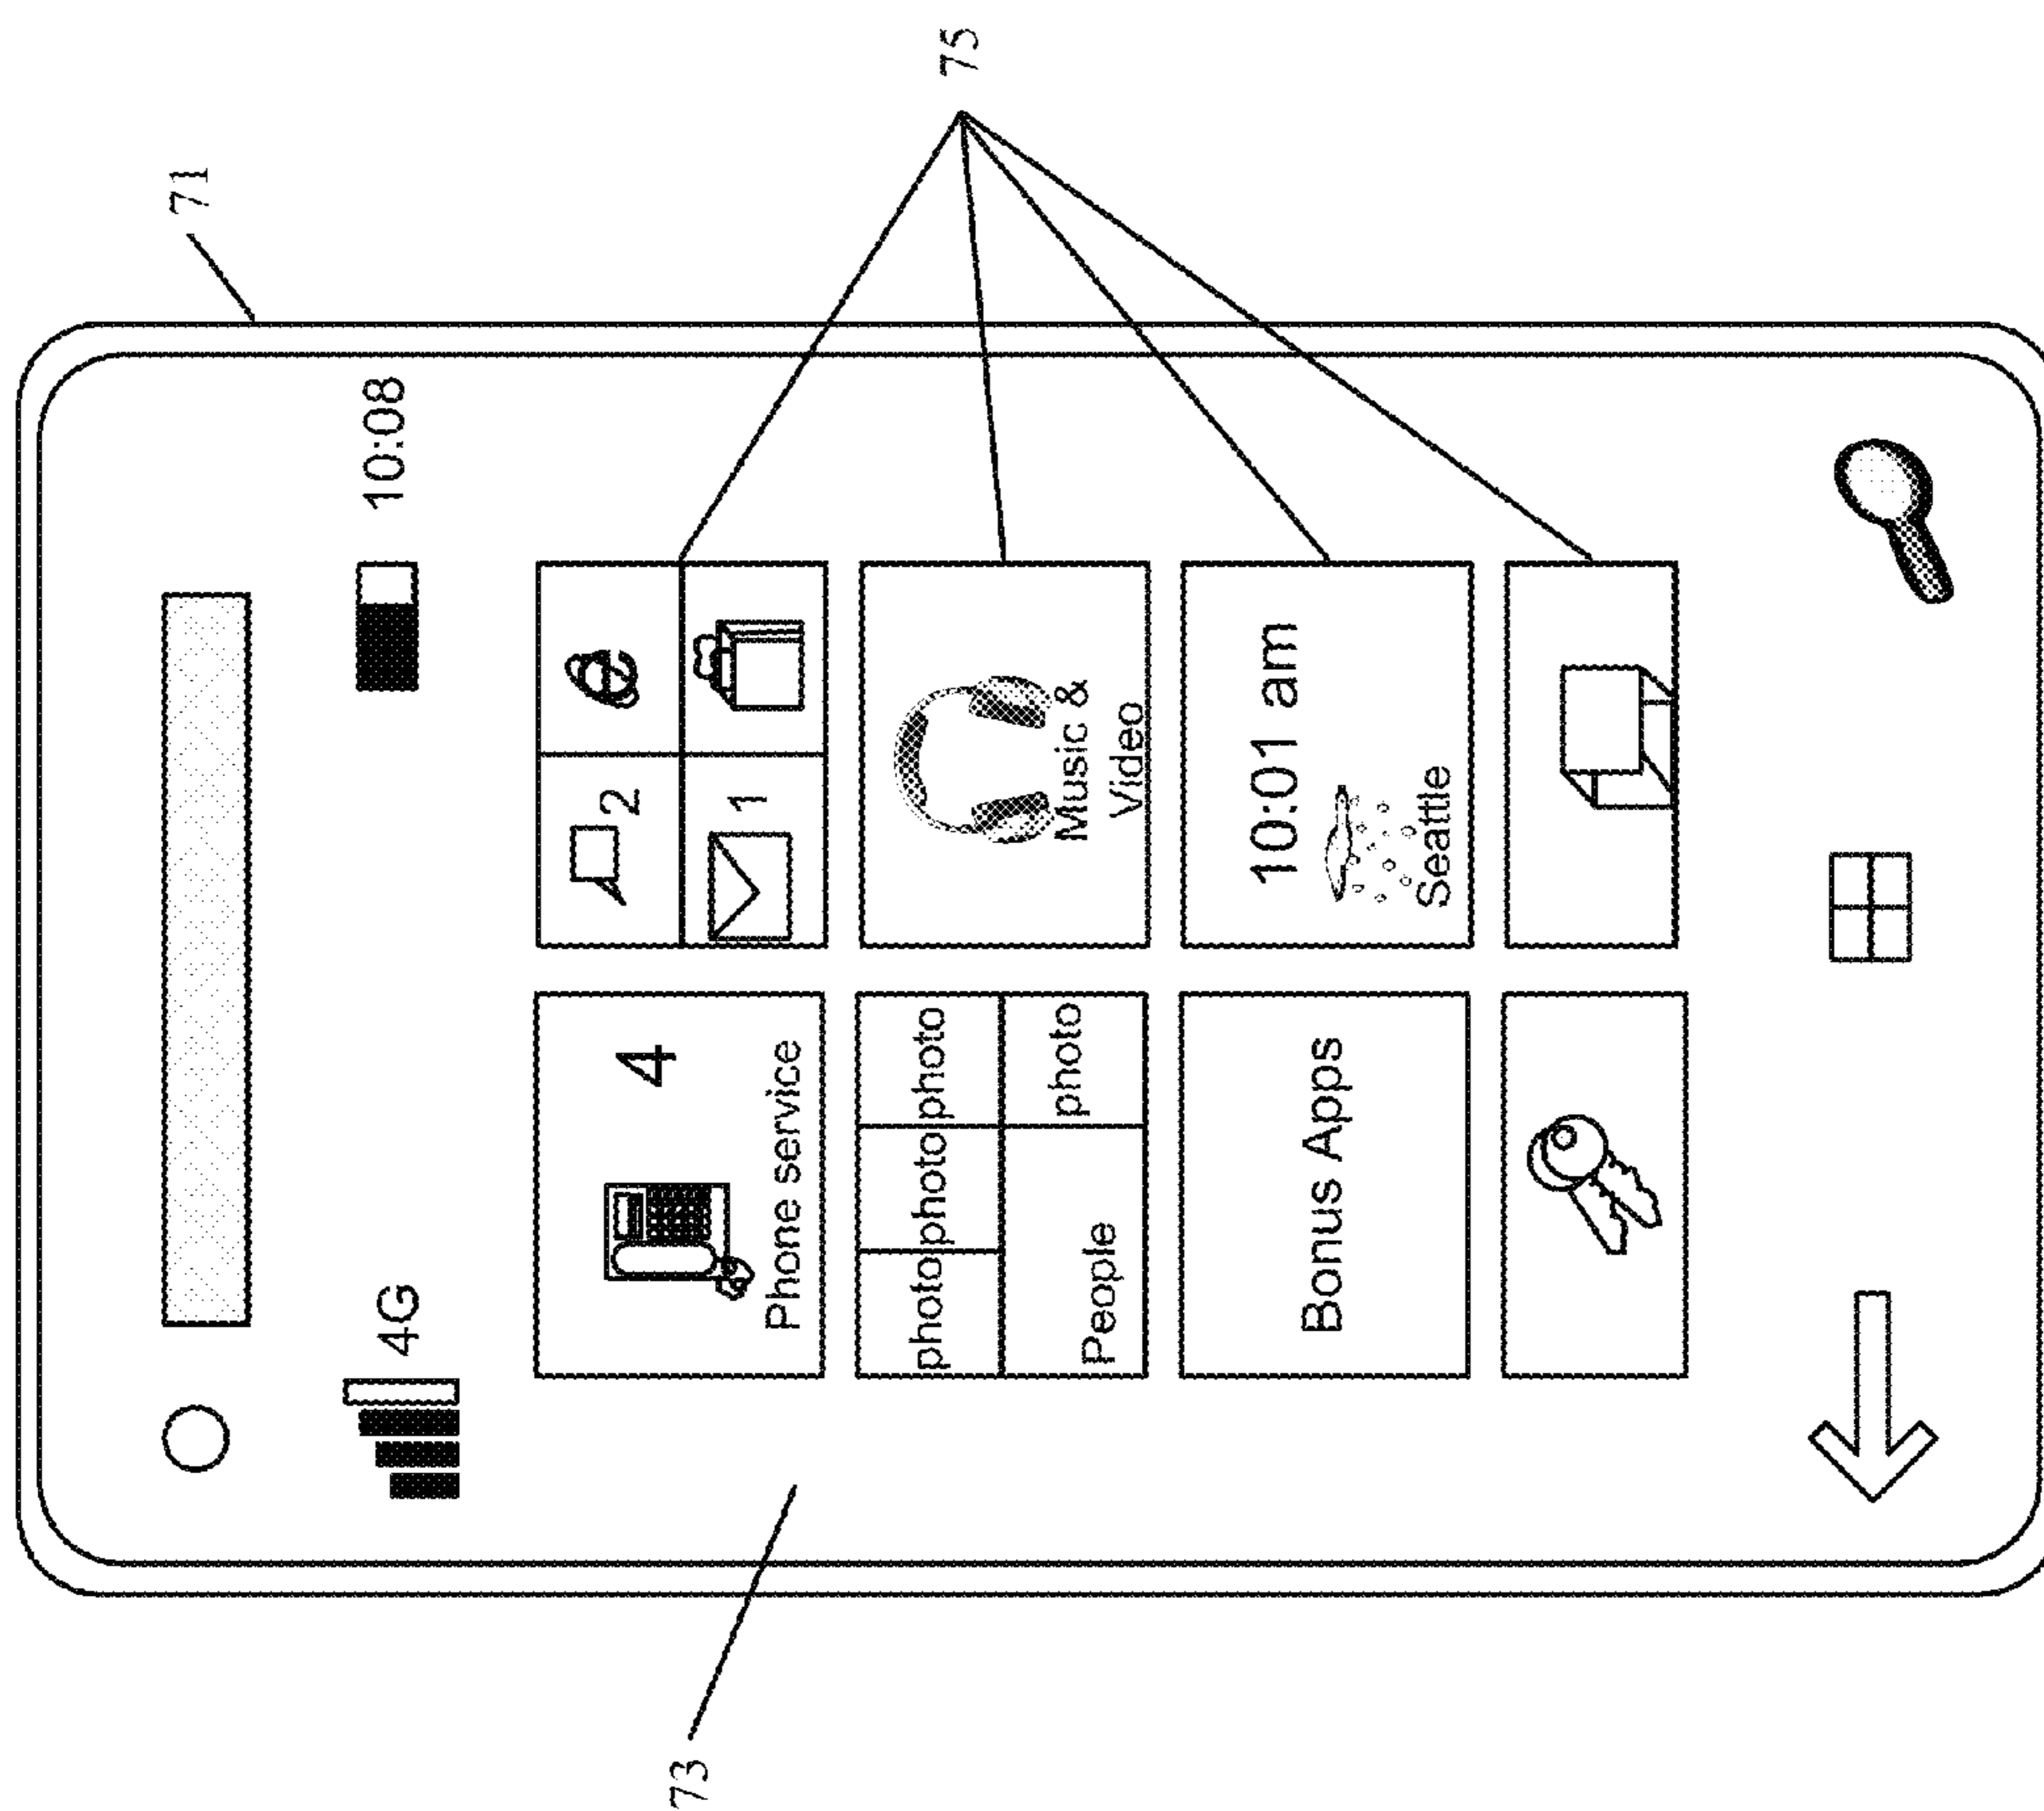 71
4G 10:08
4
Phone service
2
1
73
photo photo photo
photo
People
Music &
Video
75
Bonus Apps
10:01 am
Seattle